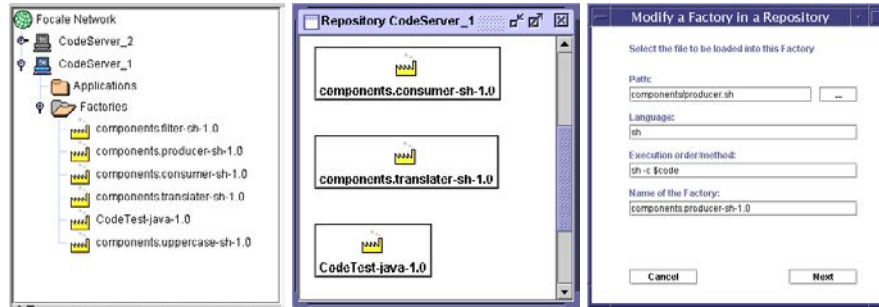 Focale Network
CodeServer_2
CodeServer_1
Applications
Factories
components.filter-sh-1.0
components.producer-sh-1.0
components.consumer-sh-1.0
components.translater-sh-1.0
CodeTest-java-1.0
components.uppercase-sh-1.0
Repository CodeServer_1
components.consumer-sh-1.0
components.translater-sh-1.0
CodeTest-java-1.0
Modify a Factory in a Repository
Select the file to be loaded into this Factory
Path:
components/producer.sh
...
Language:
sh
Execution order/method:
sh -c $code
Name of the Factory:
components.producer-sh-1.0
Cancel
Next